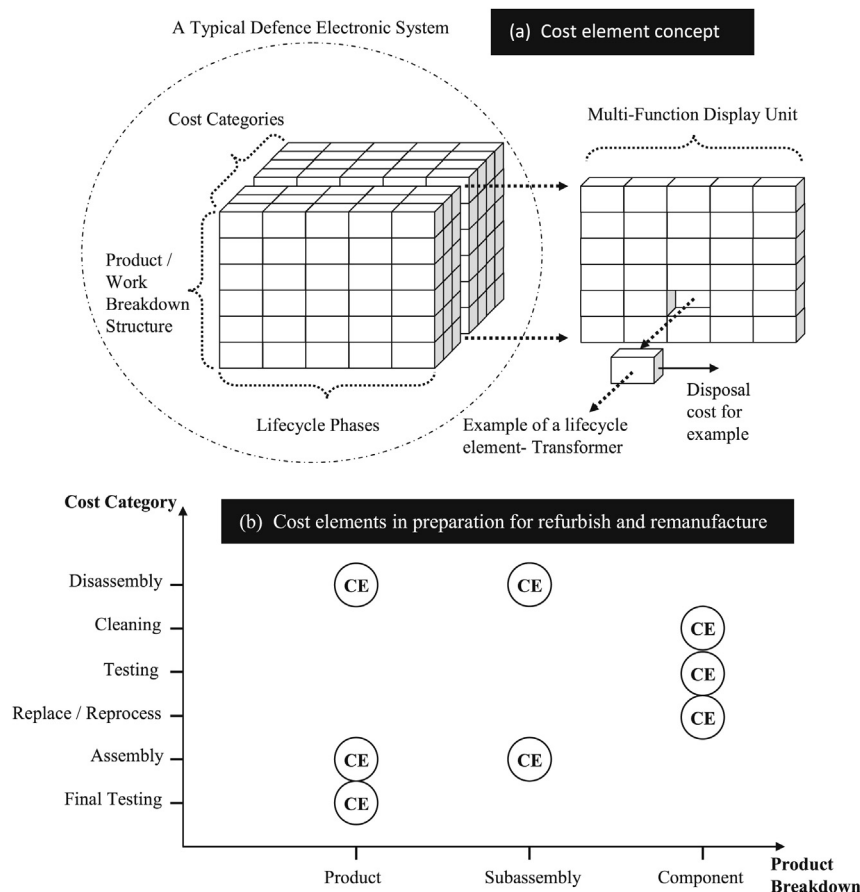 A Typical Defence Electronic System
(a) Cost element concept
Cost Categories
Multi-Function Display Unit
Product /
Work
Breakdown
Structure
Lifecycle Phases
Example of a lifecycle
element- Transformer
Disposal
cost for
example
Cost Category
(b) Cost elements in preparation for refurbish and remanufacture
Disassembly
CE
CE
Cleaning
CE
Testing
CE
Replace / Reprocess
CE
Assembly
CE
CE
Final Testing
CE
Product
Subassembly
Component
Product
Breakdown